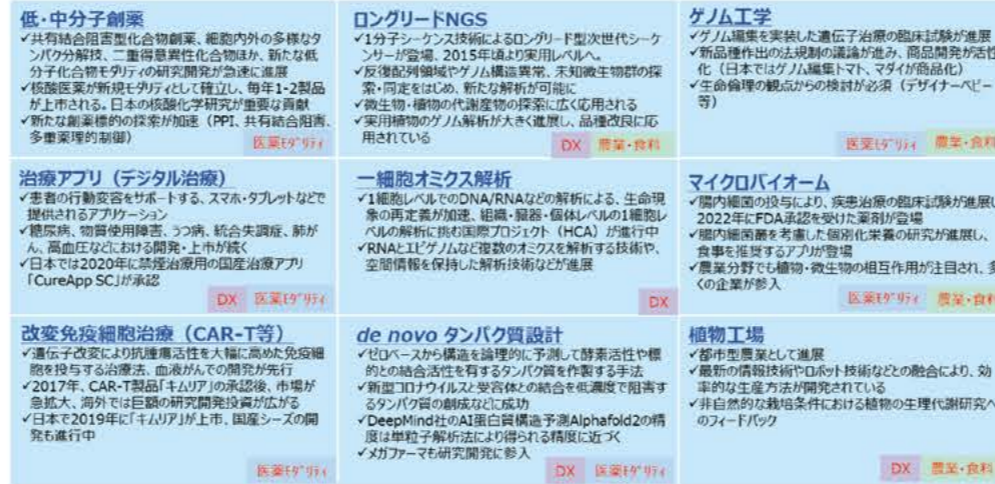 低・中分子創薬
✓共有結合阻害型化合物創薬、細胞内外の多様なタ
ンパク分解技、二重得意異性化合物ほか、新たな低
分子化合物モダリティの研究開発が急速に進展
✓核酸医薬が新規モダリティとして確立し、毎年1-2製品
が上市される。日本の核酸化学研究が重要な貢献
✓新たな創薬標的の探索が加速（PPI、共有結合阻害、
多重薬理的制御）
医薬モダリティ
ロングリードNGS
✓1分子シーケンス技術によるロングリード型次世代シーケ
ンサーが登場、2015年頃より実用レベルへ。
✓反復配列領域やゲノム構造異常、未知微生物群の探
索・同定をはじめ、新たな解析が可能に
✓微生物・植物の代謝産物の探索に広く応用される
✓実用植物のゲノム解析が大きく進展し、品種改良に応
用されている
DX 農業・食料
ゲノム工学
✓ゲノム編集を実装した遺伝子治療の臨床試験が進展
✓新品種作出の法規制の議論が進み、商品開発が活性
化（日本ではゲノム編集トマト、マダイが商品化）
✓生命倫理の観点からの検討が必須（デザイナーベビー
等）
医薬モダリティ 農業・食料
治療アプリ（デジタル治療）
✓患者の行動変容をサポートする、スマホ・タブレットなどで
提供されるアプリケーション
✓糖尿病、物質使用障害、うつ病、統合失調症、肺が
ん、高血圧などにおける開発・上市が続く
✓日本では2020年に禁煙治療用の国産治療アプリ
「CureApp SC」が承認
DX 医薬モダリティ
一細胞オミクス解析
✓1細胞レベルでのDNA/RNAなどの解析による、生命現
象の再定義が加速、組織・臓器・個体レベルの1細胞レ
ベルの解析に挑む国際プロジェクト（HCA）が進行中
✓RNAとエピゲノムなど複数のオミクスを解析する技術や、
空間情報を保持した解析技術などが進展
DX
マイクロバイオーム
✓腸内細菌の投与により、疾患治療の臨床試験が進展し
2022年にFDA承認を受けた薬剤が登場
✓腸内細菌叢を考慮した個別化栄養の研究が進展し、
食事を推奨するアプリが登場
✓農業分野でも植物・微生物の相互作用が注目され、多
くの企業が参入
医薬モダリティ 農業・食料
改変免疫細胞治療（CAR-T等）
✓遺伝子改変により抗腫瘍活性を大幅に高めた免疫細
胞を投与する治療法、血液がんでの開発が先行
✓2017年、CAR-T製品「キムリア」の承認後、市場が
急拡大、海外では巨額の研究開発投資が広がる
✓日本で2019年に「キムリア」が上市、国産シーズの開
発も進行中
医薬モダリティ
de novo タンパク質設計
✓ゼロベースから構造を論理的に予測して酵素活性や標
的との結合活性を有するタンパク質を作製する手法
✓新型コロナウイルスと受容体との結合を低濃度で阻害す
るタンパク質の創成などに成功
✓DeepMind社のAI蛋白質構造予測Alphafold2の精
度は単粒子解析法により得られる精度に近づく
✓メガファーマも研究開発に参入
DX 医薬モダリティ
植物工場
✓都市型農業として進展
✓最新の情報技術やロボット技術などとの融合により、効
率的な生産方法が開発されている
✓非自然的な栽培条件における植物の生理代謝研究へ
のフィードバック
DX 農業・食料